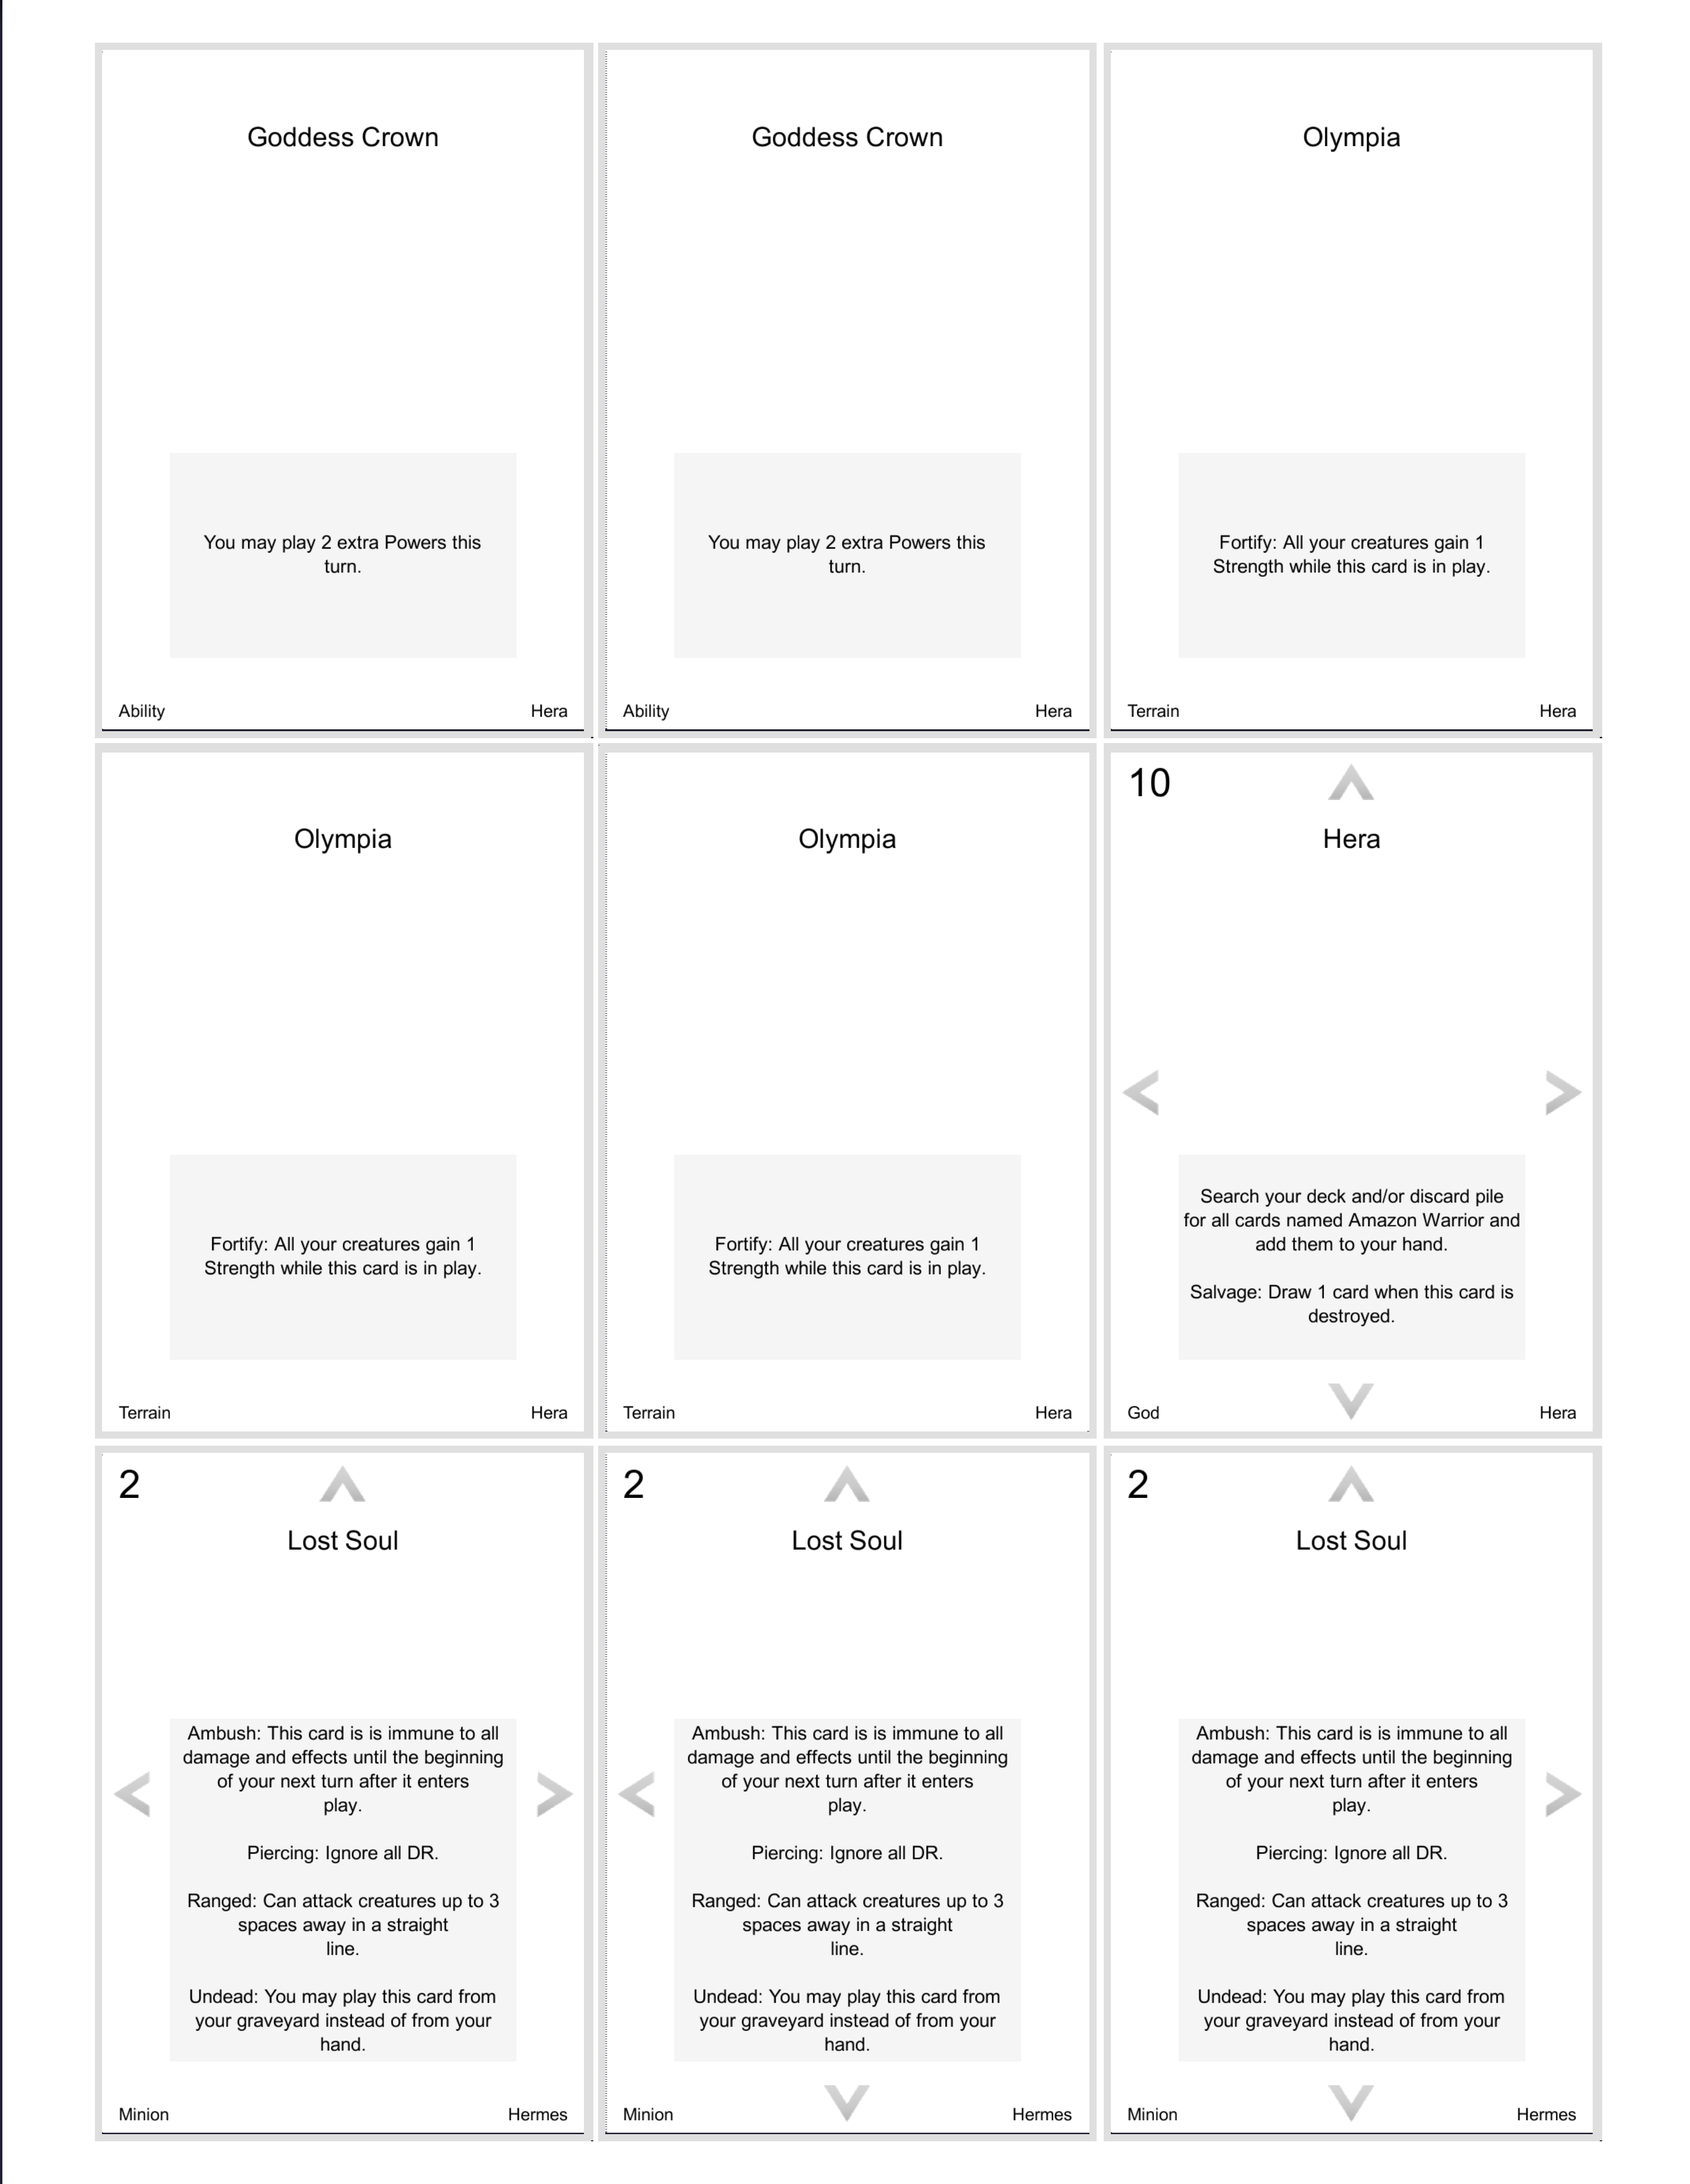 Goddess Crown
You may play 2 extra Powers this
turn.
Ability
Hera
Goddess Crown
You may play 2 extra Powers this
turn.
Ability
Hera
Olympia
Fortify: All your creatures gain 1
Strength while this card is in play.
Terrain
Hera
Olympia
Fortify: All your creatures gain 1
Strength while this card is in play.
Terrain
Hera
Olympia
Fortify: All your creatures gain 1
Strength while this card is in play.
Terrain
Hera
10
Hera
Search your deck and/or discard pile
for all cards named Amazon Warrior and
add them to your hand.
Salvage: Draw 1 card when this card is
destroyed.
God
Hera
2
Lost Soul
Ambush: This card is is immune to all
damage and effects until the beginning
of your next turn after it enters
play.
Piercing: Ignore all DR.
Ranged: Can attack creatures up to 3
spaces away in a straight
line.
Undead: You may play this card from
your graveyard instead of from your
hand.
Minion
Hermes
2
Lost Soul
Ambush: This card is is immune to all
damage and effects until the beginning
of your next turn after it enters
play.
Piercing: Ignore all DR.
Ranged: Can attack creatures up to 3
spaces away in a straight
line.
Undead: You may play this card from
your graveyard instead of from your
hand.
Minion
Hermes
2
Lost Soul
Ambush: This card is is immune to all
damage and effects until the beginning
of your next turn after it enters
play.
Piercing: Ignore all DR.
Ranged: Can attack creatures up to 3
spaces away in a straight
line.
Undead: You may play this card from
your graveyard instead of from your
hand.
Minion
Hermes